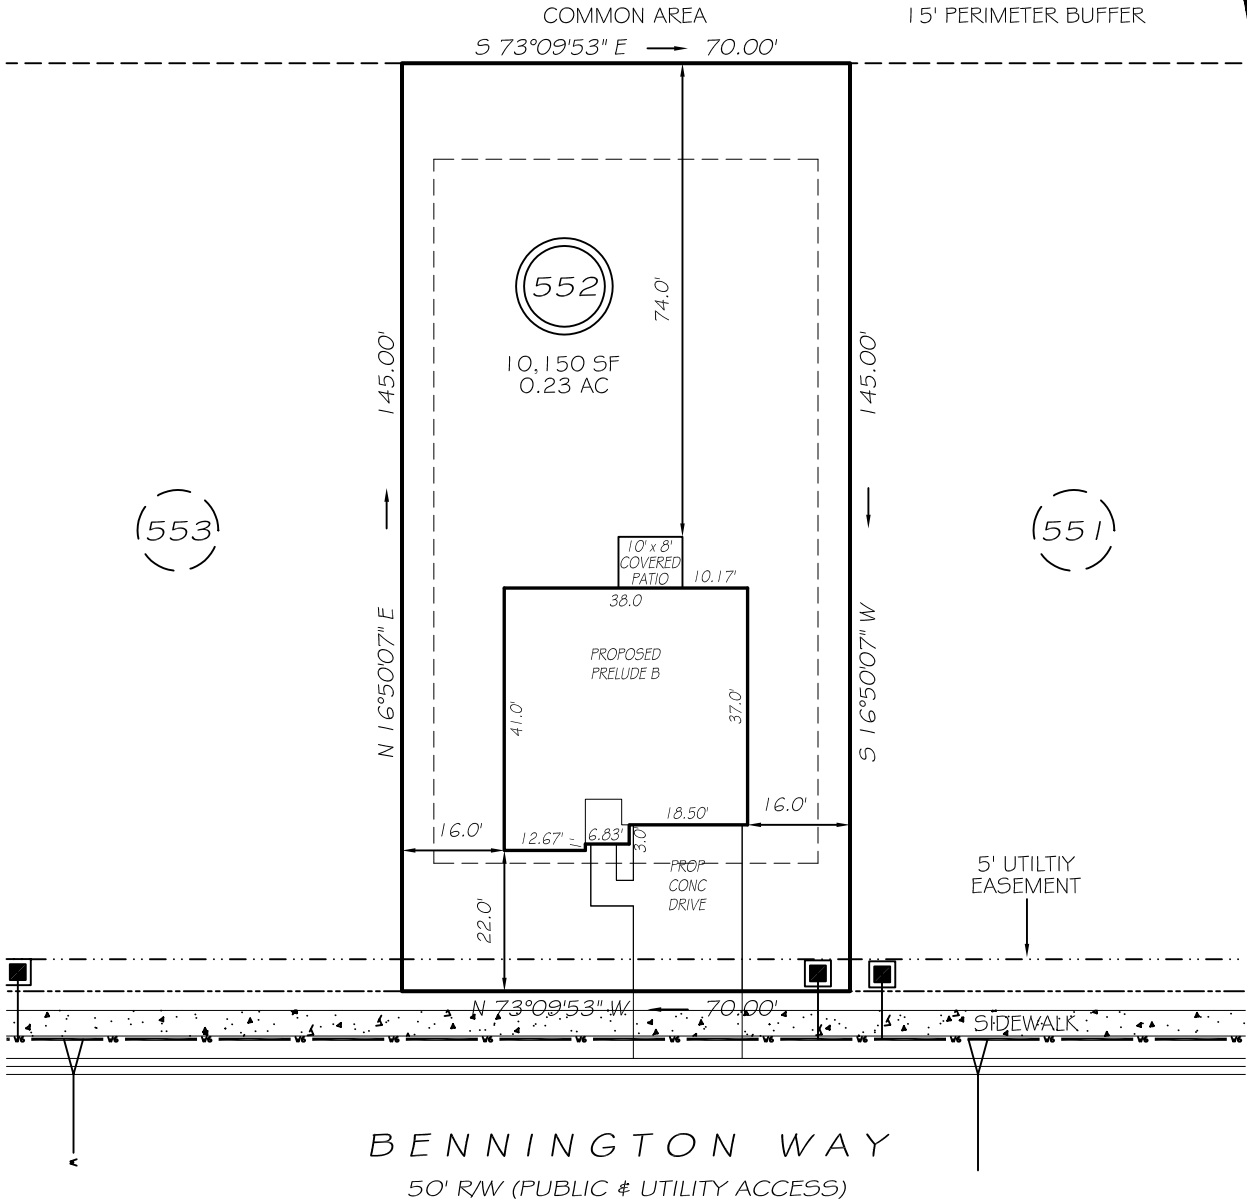 COMMON AREA
15' PERIMETER BUFFER
S 73°09'53" E 70.00'
552
10,150 SF
0.23 AC
74.0'
145.00'
145.00'
553
551
N 16°50'07" E
S 16°50'07" W
10' x 8'
COVERED
PATIO
10.17'
38.0
PROPOSED
PRELUDE B
41.0'
37.0'
16.0'
12.67'
1'
6.83'
3.0'
18.50'
16.0'
PROP
CONC
DRIVE
22.0'
5' UTILTIY
EASEMENT
N 73°09'53" W 70.00'
SIDEWALK
BENNINGTON WAY
50' R/W (PUBLIC & UTILITY ACCESS)